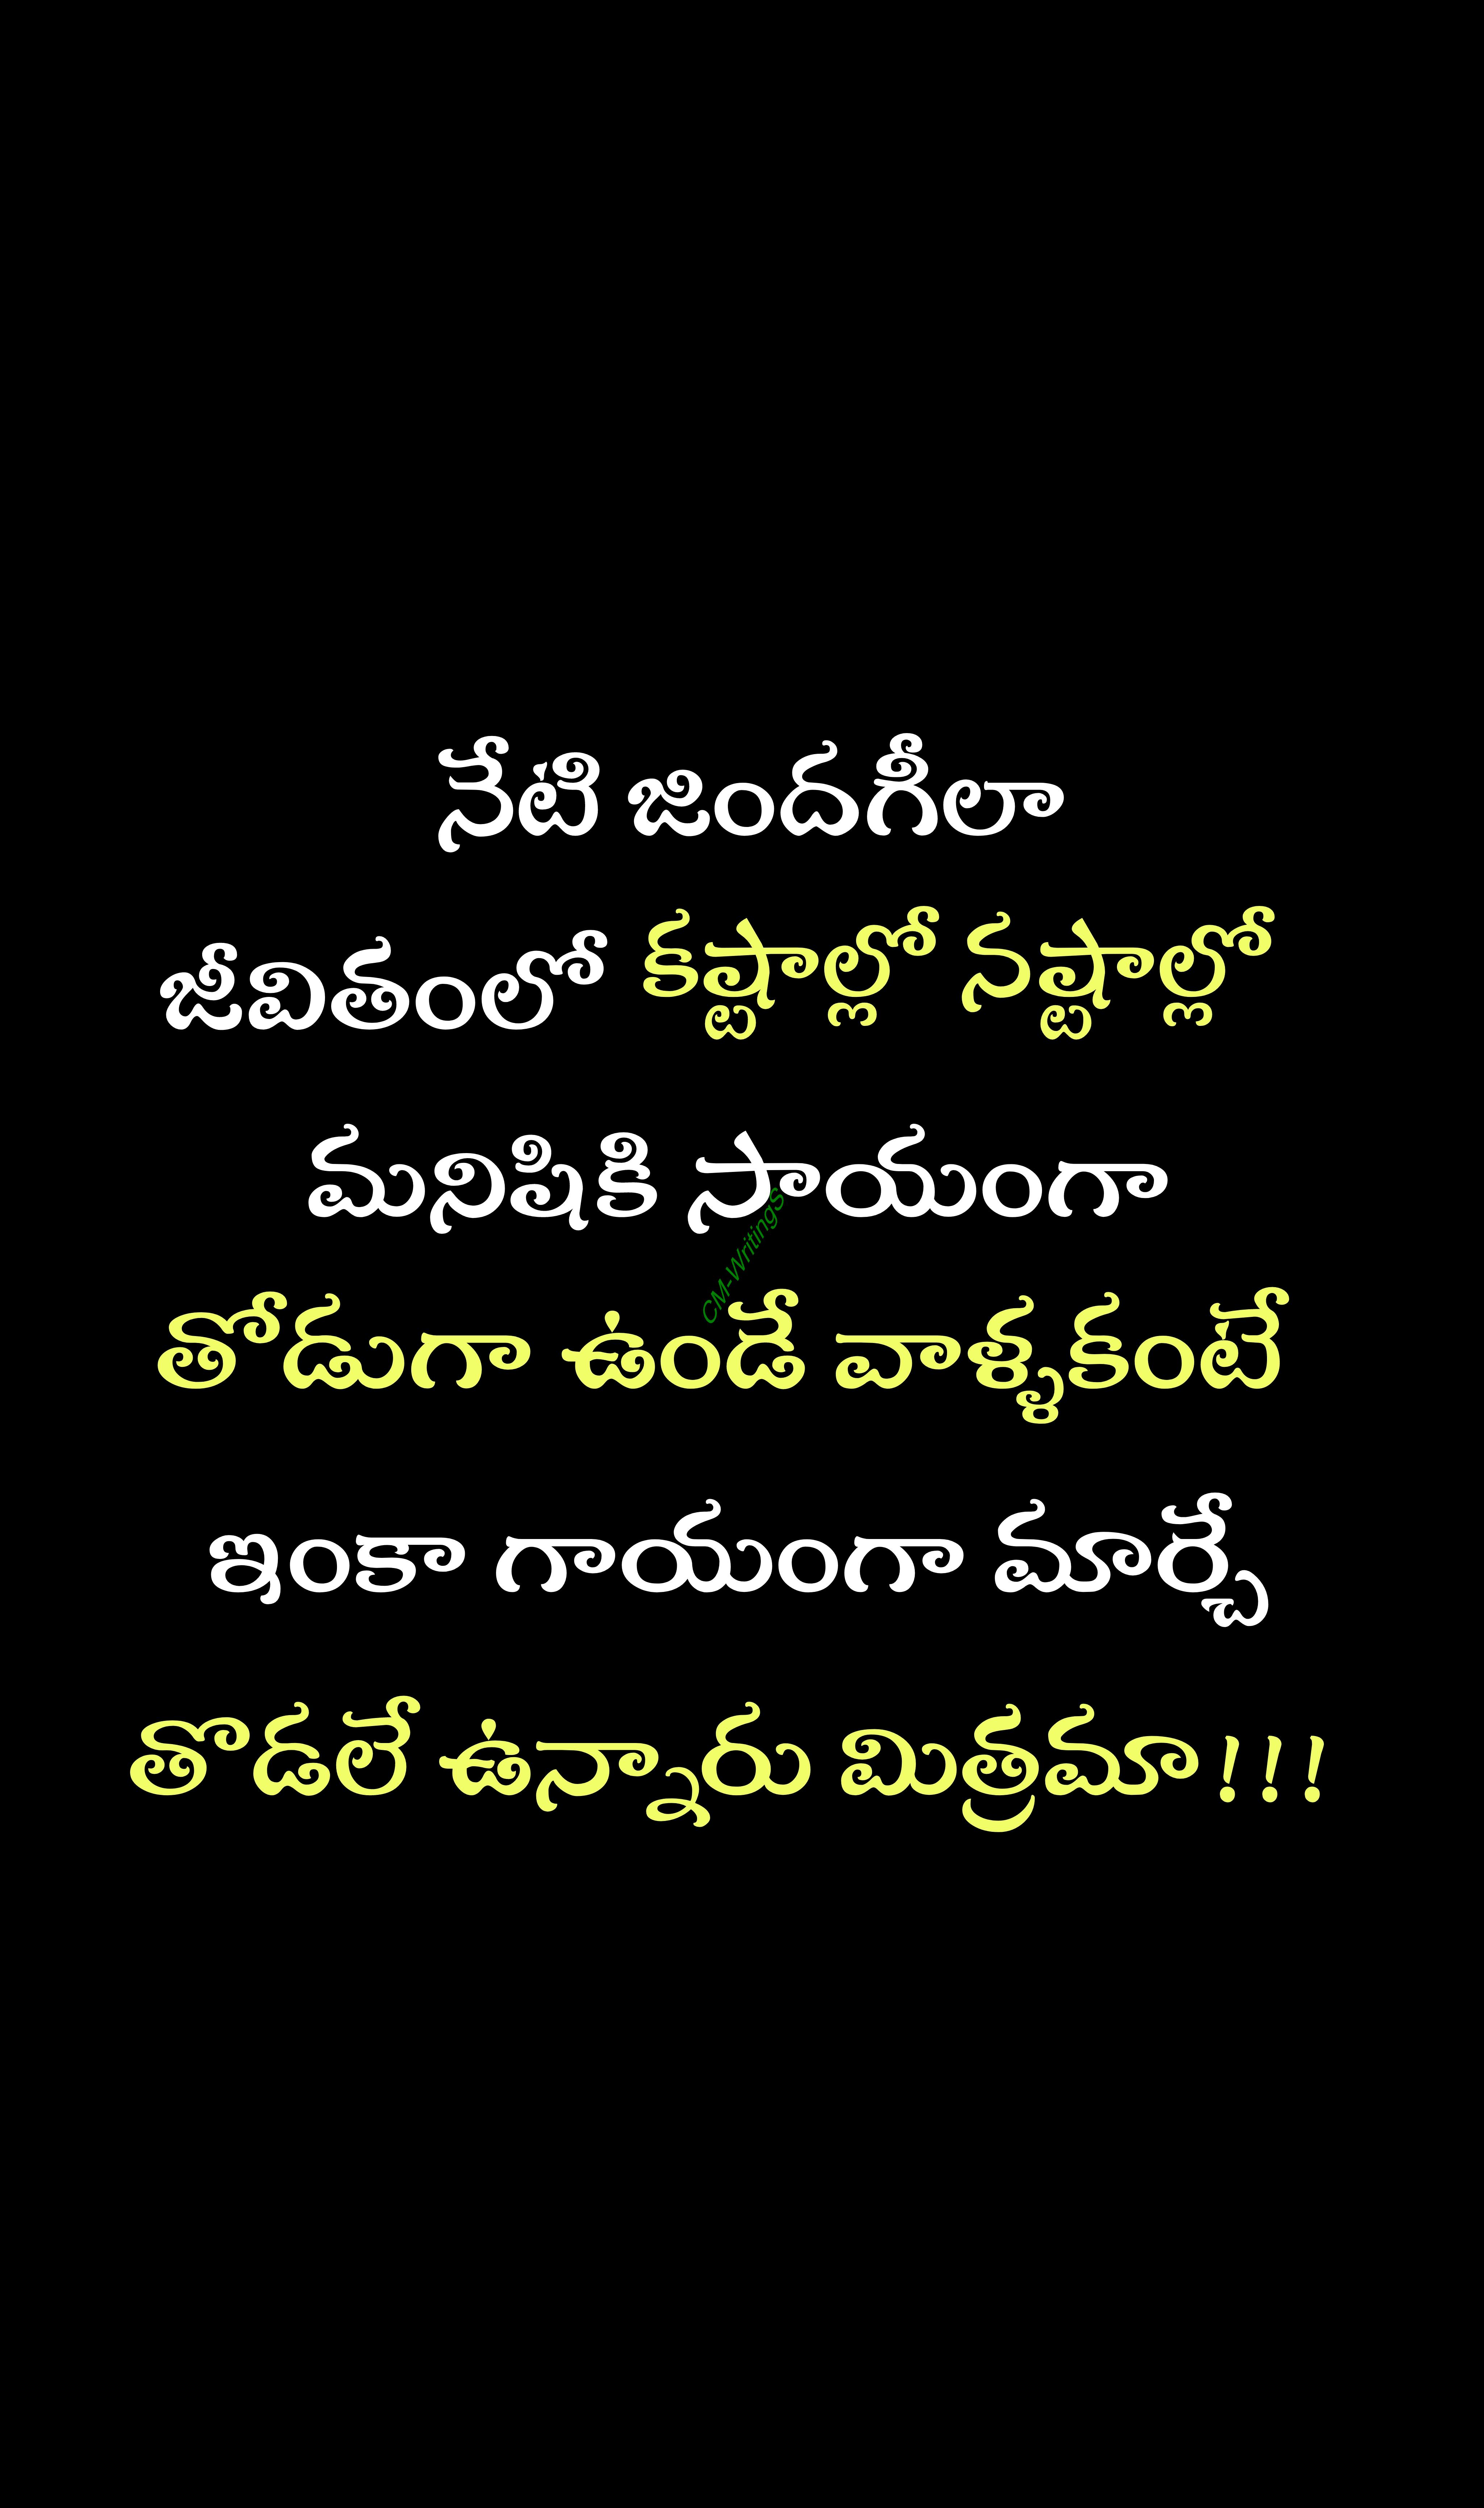 నేటి జిందగీలా
జీవితంలో కష్టాల్లో నష్టాల్లో
మనిషికి సాయంగా
CM-WritingS
తోడుగా ఉండే వాళ్ళకంటే
ఇంకా గాయంగా మార్చే
తొడలే ఉన్నాడు మిత్రమా!!!